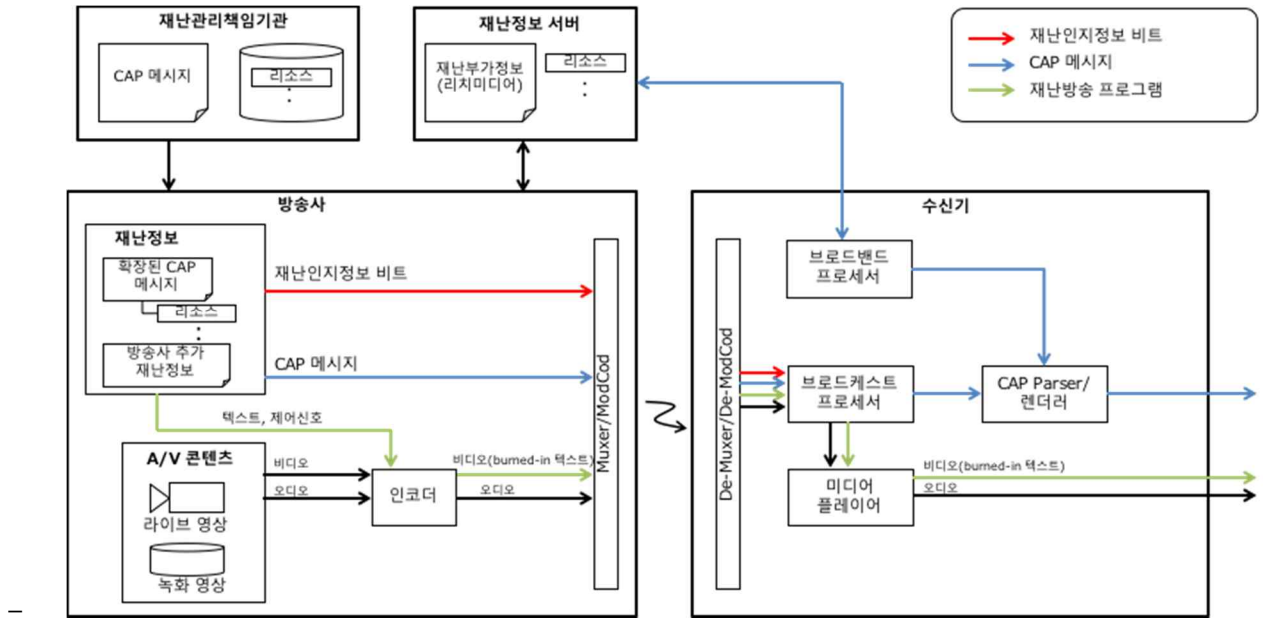 재난관리책임기관
CAP 메시지
리소스
재난정보 서버
재난부가정보
(리치미디어)
리소스
재난인지정보 비트
CAP 메시지
재난방송 프로그램
방송사
재난정보
확장된 CAP
메시지
리소스
방송사 추가
재난정보
재난인지정보 비트
CAP 메시지
텍스트, 제어신호
A/V 콘텐츠
라이브 영상
녹화 영상
비디오
오디오
인코더
비디오(burned-in 텍스트)
오디오
Muxer/ModCod
수신기
De-Muxer/De-ModCod
브로드밴드
프로세서
브로드케스트
프로세서
CAP Parser/
렌더러
미디어
플레이어
비디오(burned-in 텍스트)
오디오